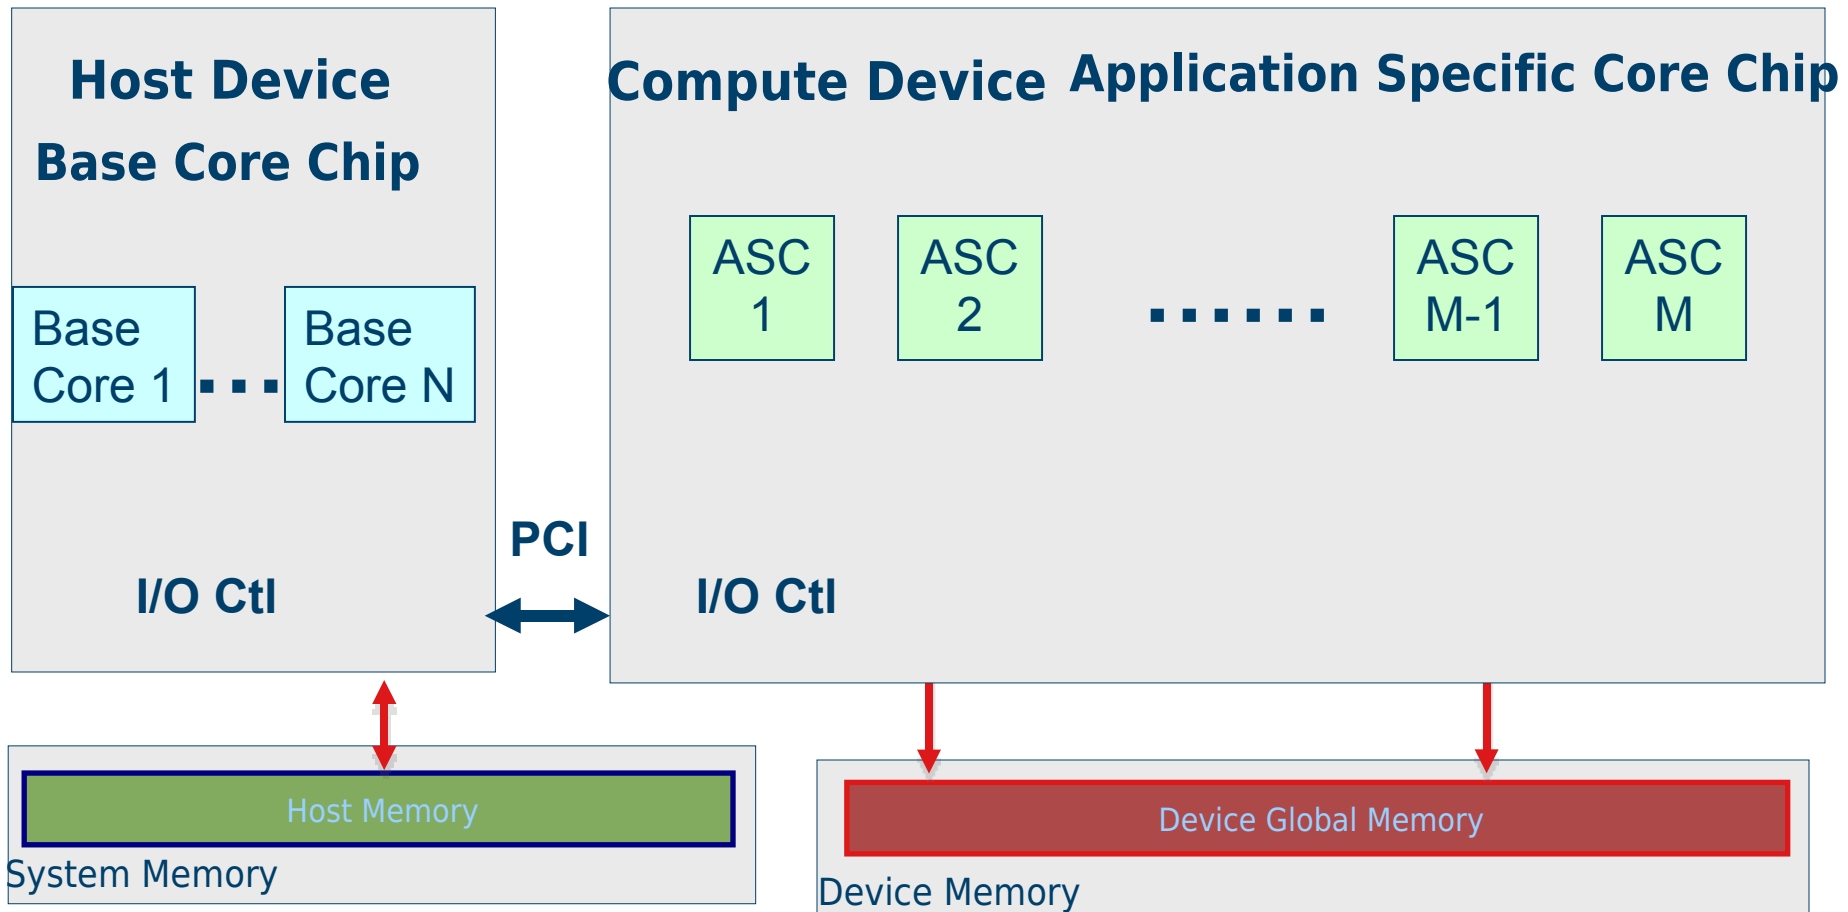 Host Device
Base Core Chip
Base
Core 1
Base
Core N
I/O Ctl
PCI
Compute Device
Application Specific Core Chip
ASC
1
ASC
2
ASC
M-1
ASC
M
I/O Ctl
Host Memory
System Memory
Device Global Memory
Device Memory